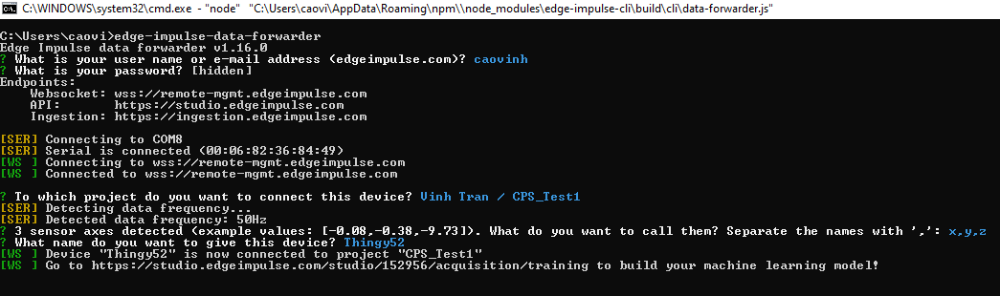 C:\WINDOWS\system32\cmd.exe - "node" "C:\Users\caovi\AppData\Roaming\npm\\node_modules\edge-impulse-cli\build\cli\data-forwarder.js"
C:\Users\caovi>edge-impulse-data-forwarder
Edge Impulse data forwarder v1.16.0
? What is your user name or e-mail address (edgeimpulse.com)? caovinh
? What is your password? [hidden]
Endpoints:
    Websocket: wss://remote-mgmt.edgeimpulse.com
    API:       https://studio.edgeimpulse.com
    Ingestion: https://ingestion.edgeimpulse.com
[SER] Connecting to COM8
[SER] Serial is connected (00:06:82:36:84:49)
[WS ] Connecting to wss://remote-mgmt.edgeimpulse.com
[WS ] Connected to wss://remote-mgmt.edgeimpulse.com
? To which project do you want to connect this device? Vinh Tran / CPS_Test1
[SER] Detecting data frequency...
[SER] Detected data frequency: 50Hz
? 3 sensor axes detected (example values: [-0.08,-0.38,-9.73]). What do you want to call them? Separate the names with ',': x,y,z
? What name do you want to give this device? Thingy52
[WS ] Device "Thingy52" is now connected to project "CPS_Test1"
[WS ] Go to https://studio.edgeimpulse.com/studio/152956/acquisition/training to build your machine learning model!